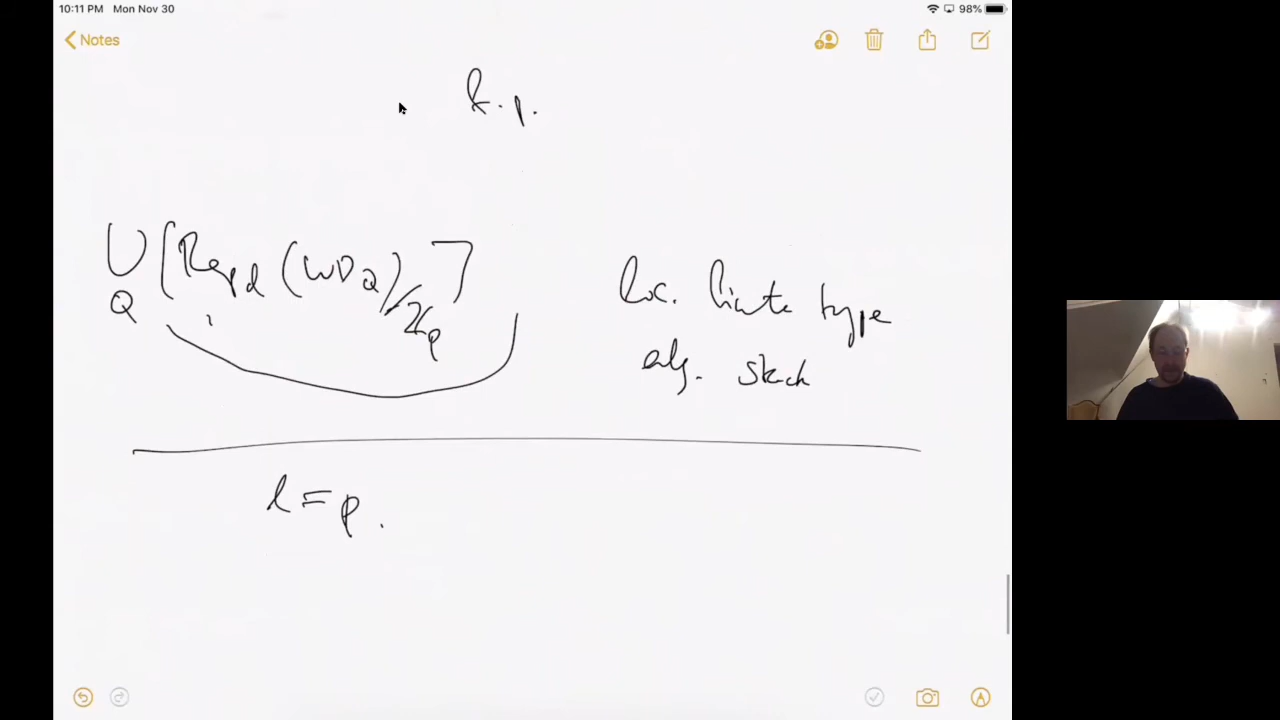 10:11 PM Mon Nov 30
98%
Notes
f.p.
U [Rep_d (WD_Q)/Z_p]
Q
loc. finite type
alg. stack
l = p.